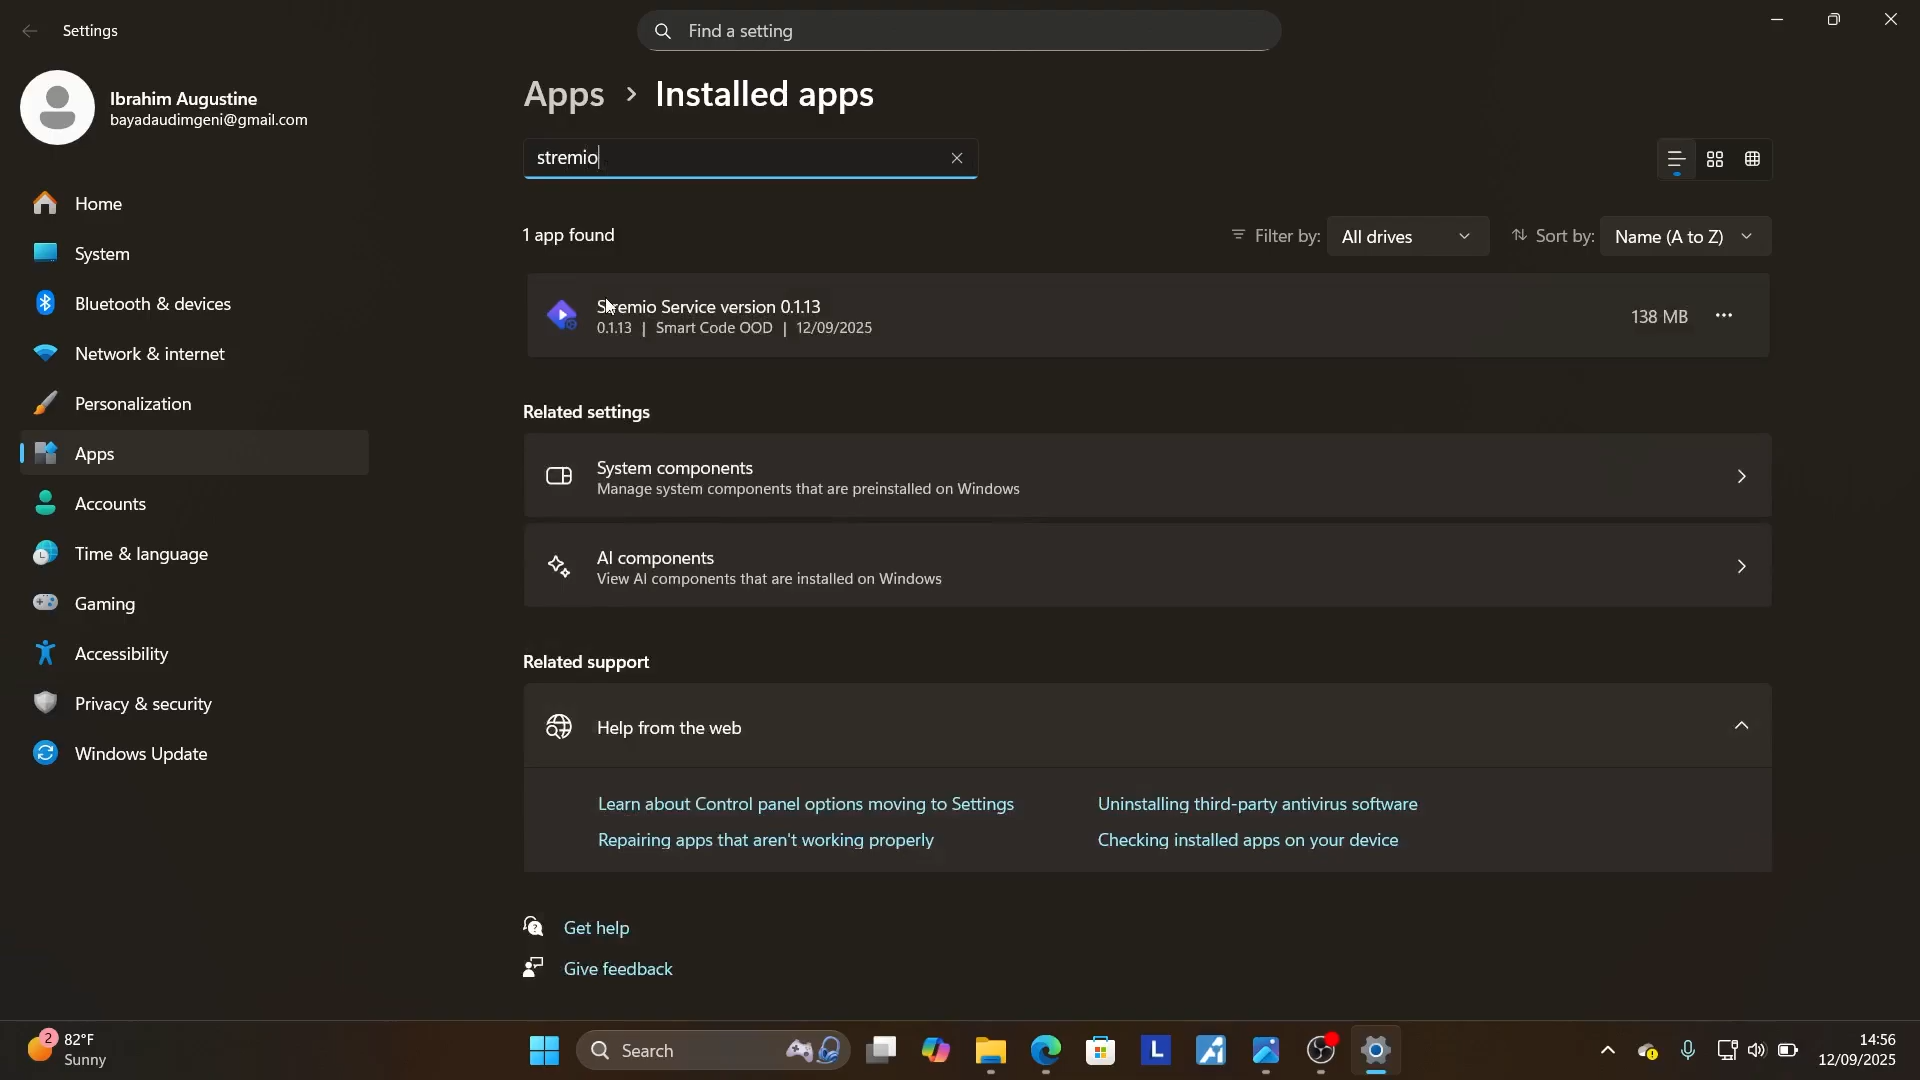 Settings
Find a setting
Ibrahim Augustine
bayadaudimgeni@gmail.com
Home
System
Bluetooth & devices
Network & internet
Personalization
Apps
Accounts
Time & language
Gaming
Accessibility
Privacy & security
Windows Update
Apps > Installed apps
stremio
1 app found
Filter by: All drives
Sort by: Name (A to Z)
Stremio Service version 0.1.13
0.1.13 | Smart Code OOD | 12/09/2025
138 MB
Related settings
System components
Manage system components that are preinstalled on Windows
AI components
View AI components that are installed on Windows
Related support
Help from the web
Learn about Control panel options moving to Settings
Uninstalling third-party antivirus software
Repairing apps that aren't working properly
Checking installed apps on your device
Get help
Give feedback
2
82°F
Sunny
Search
L
14:56
12/09/2025